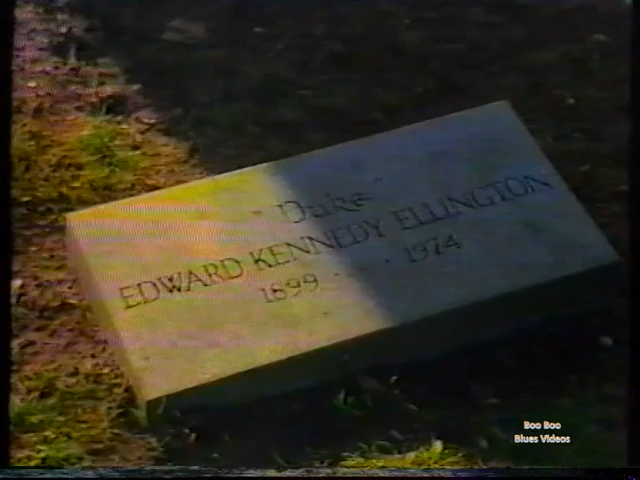 "Duke"
EDWARD KENNEDY ELLINGTON
1899 . . . . 1974
Boo Boo
Blues Videos